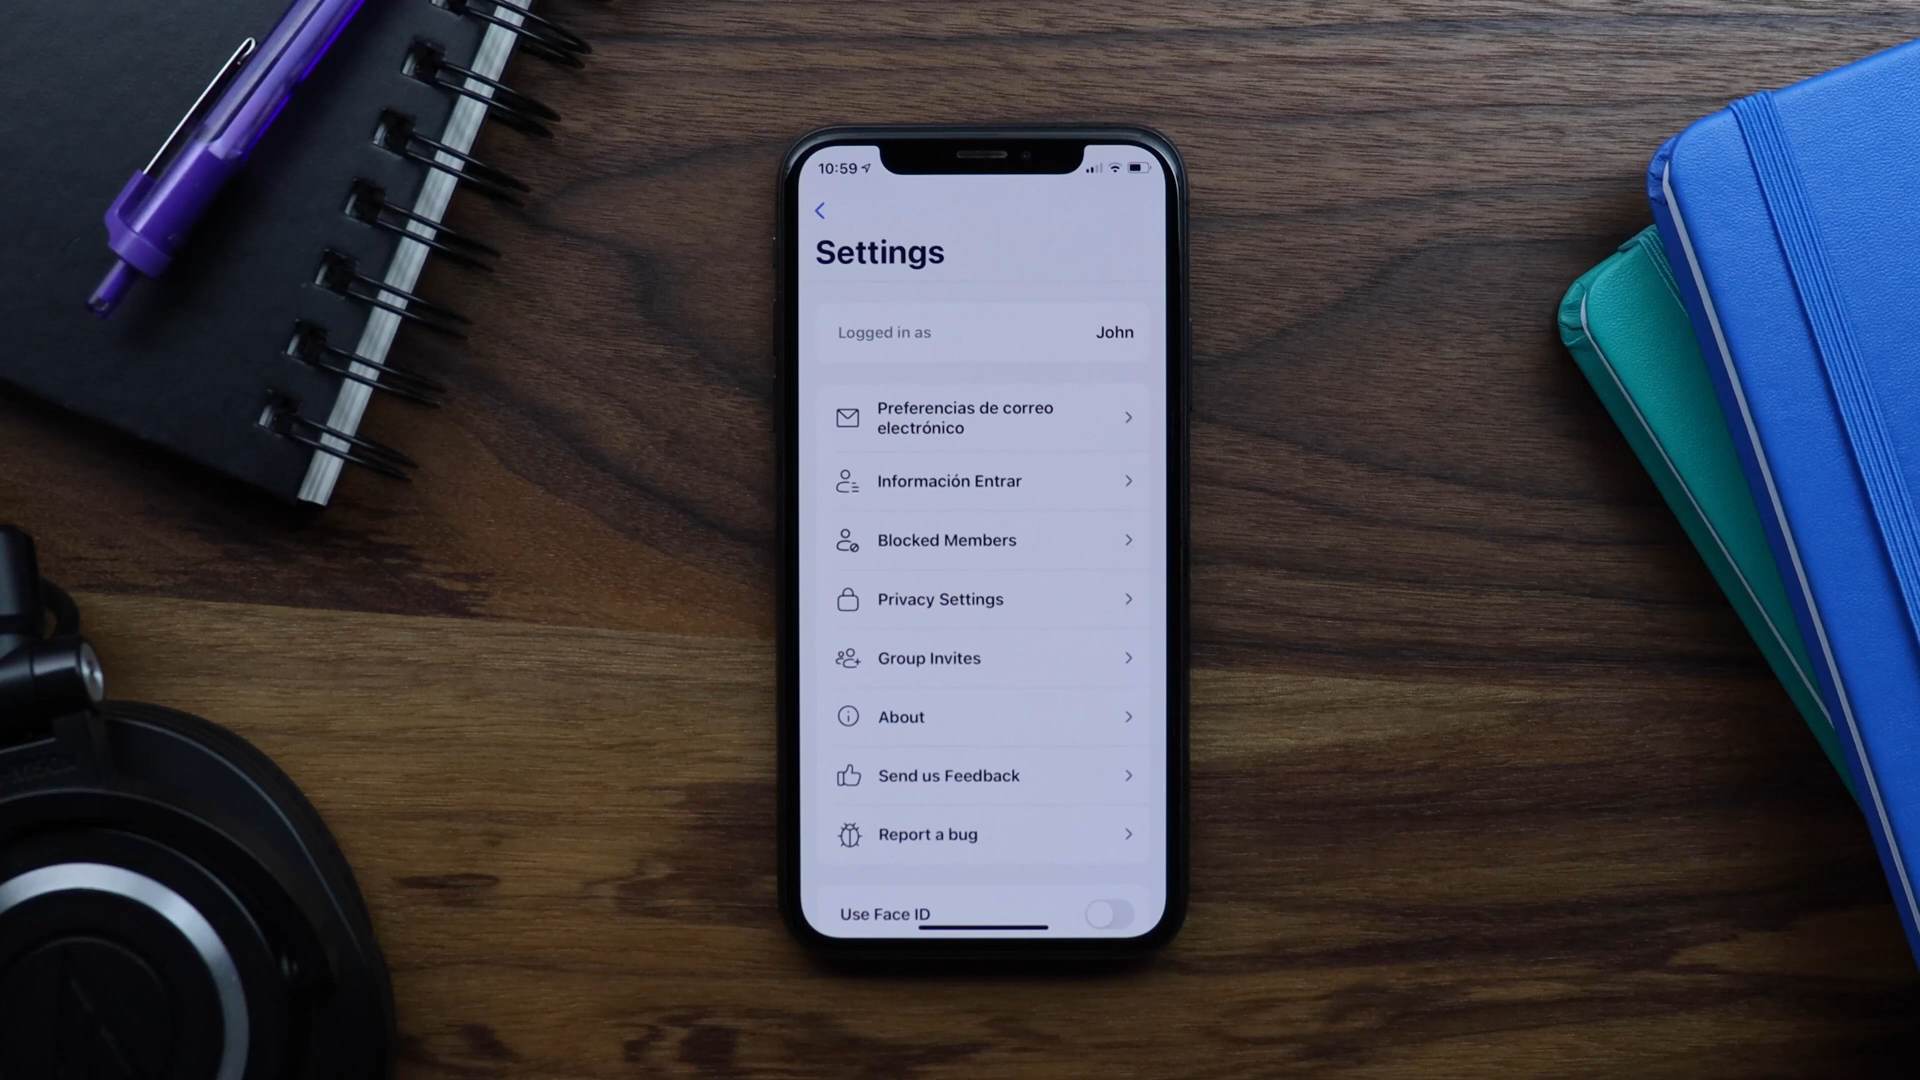 10:59
Settings
Logged in as John
Preferencias de correo
electrónico
Información Entrar
Blocked Members
Privacy Settings
Group Invites
About
Send us Feedback
Report a bug
Use Face ID